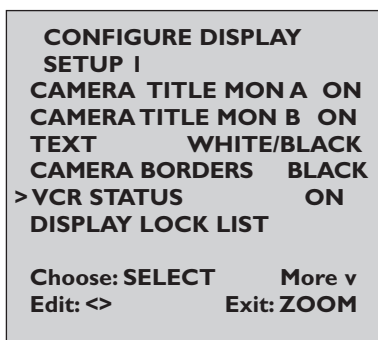 CONFIGURE DISPLAY
SETUP I
CAMERA TITLE MON A ON
CAMERA TITLE MON B ON
TEXT WHITE/BLACK
CAMERA BORDERS BLACK
> VCR STATUS ON
DISPLAY LOCK LIST
Choose: SELECT More v
Edit: <> Exit: ZOOM